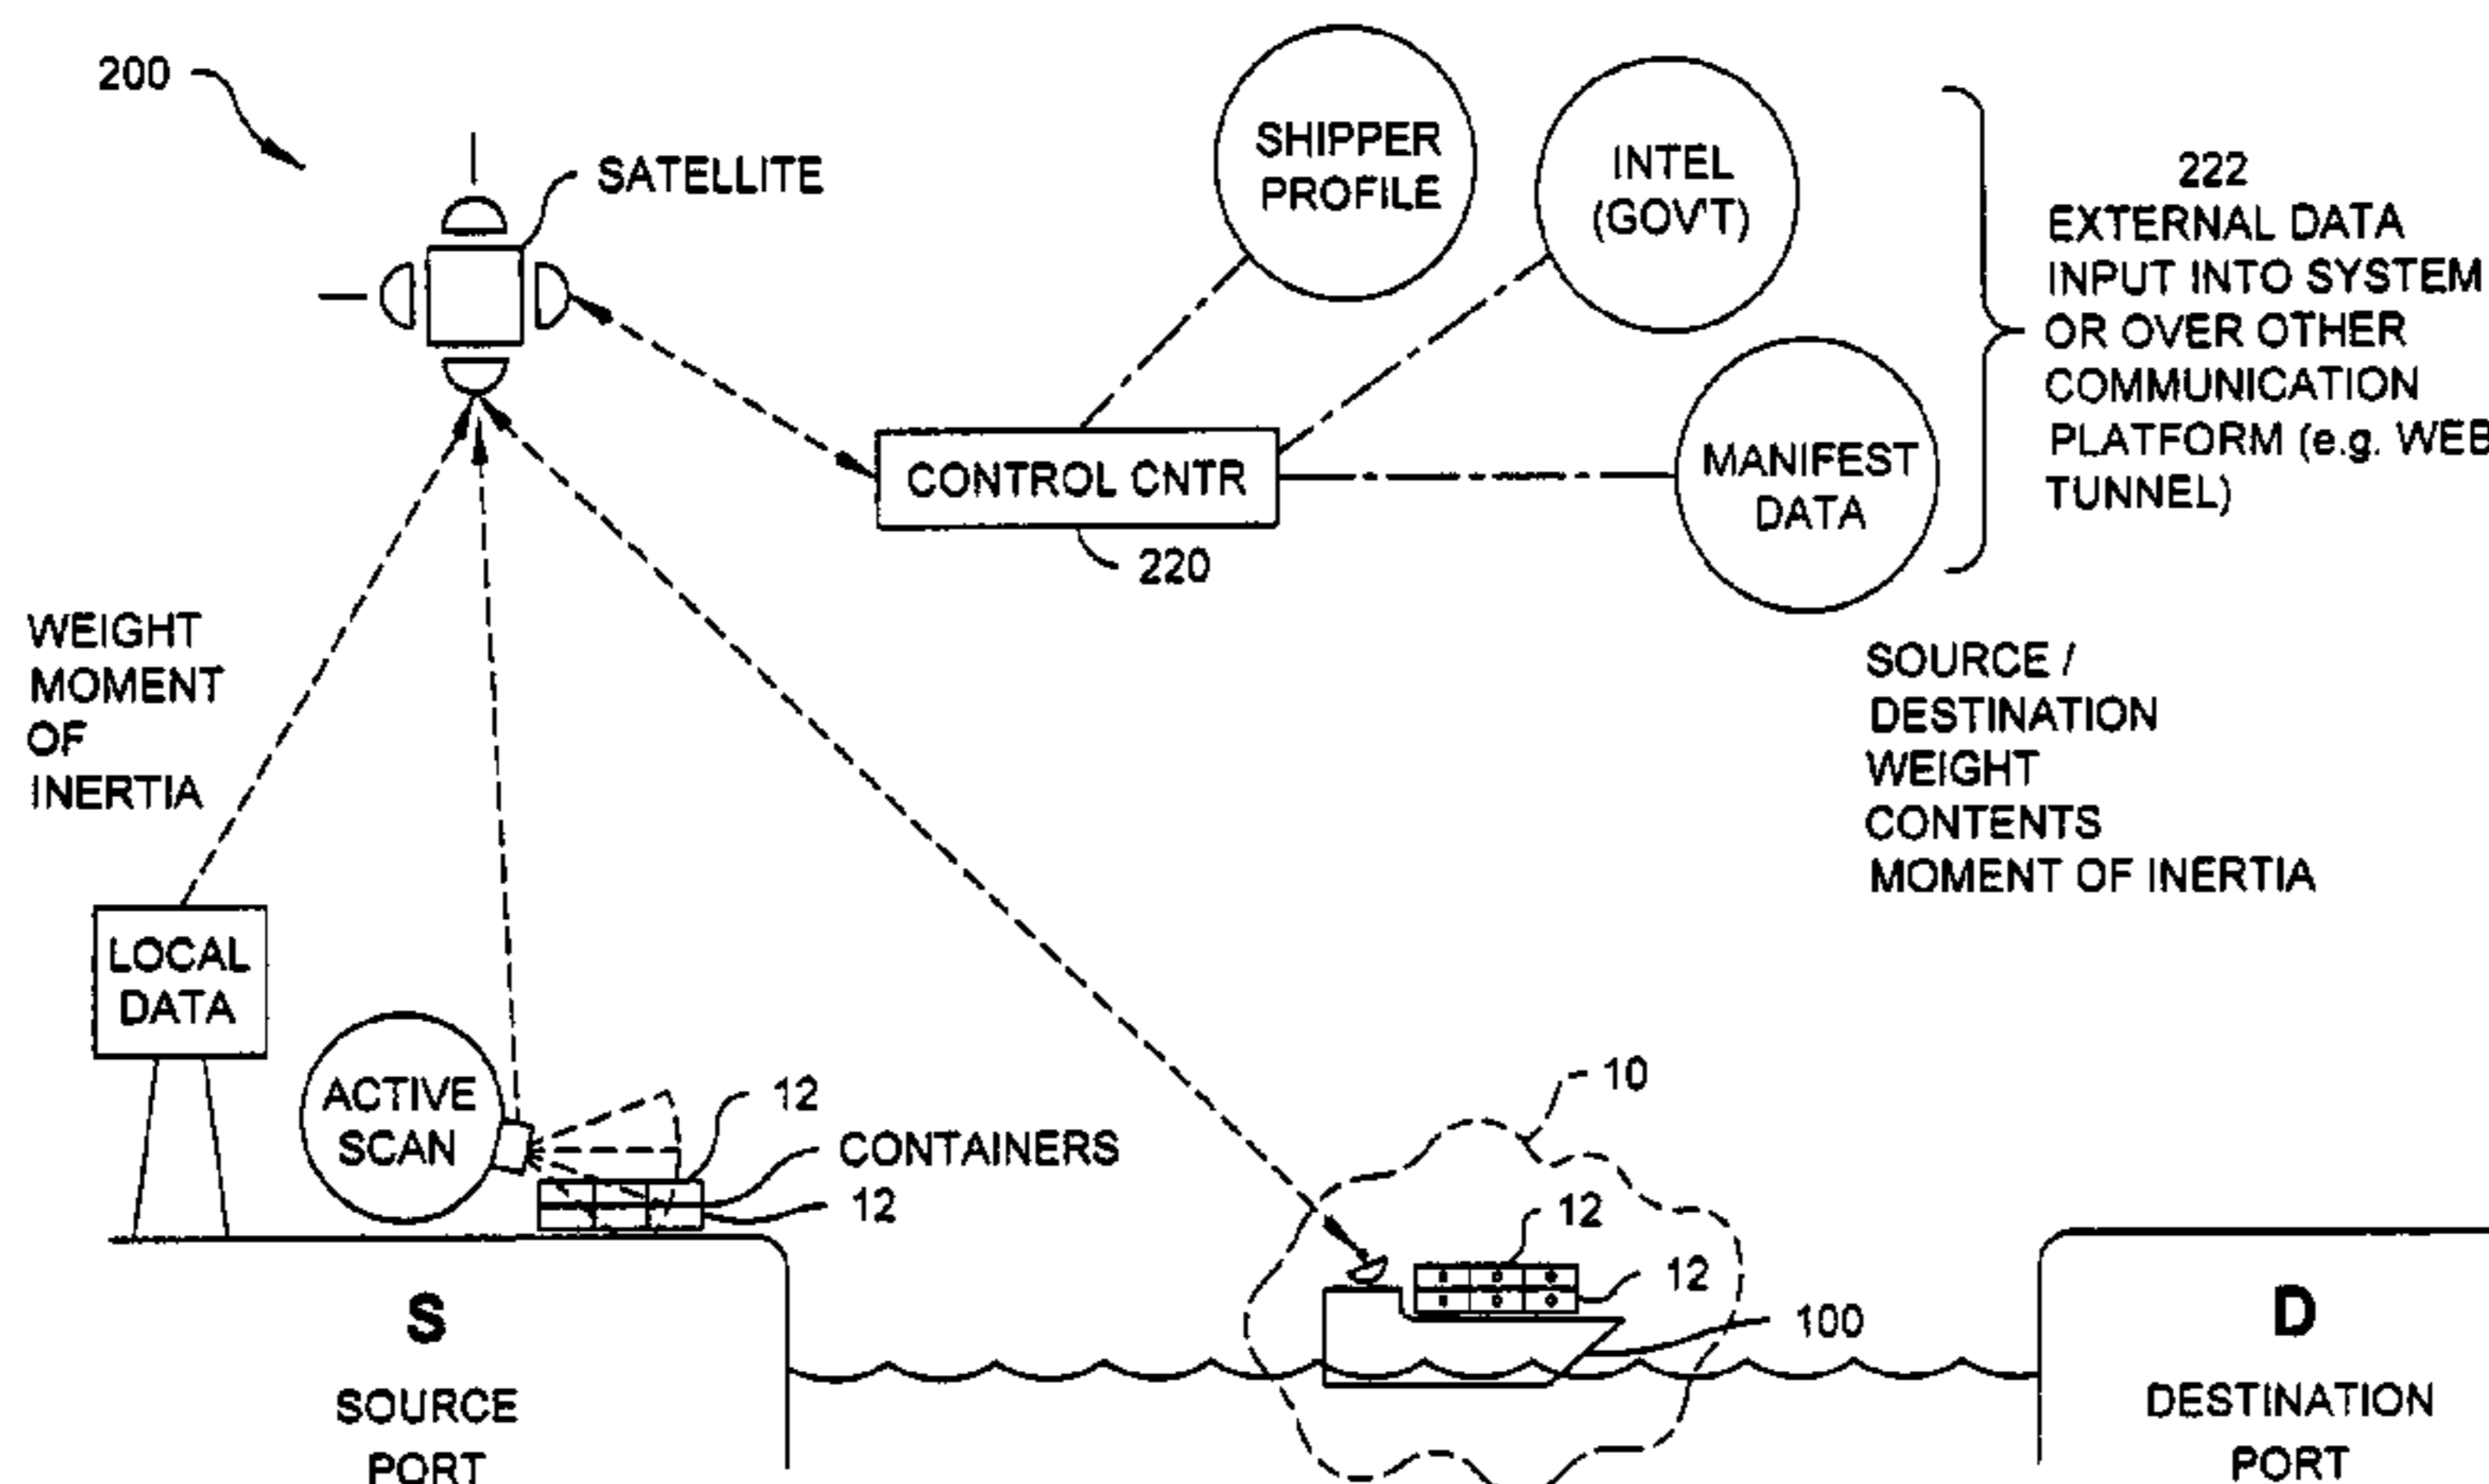 200
SATELLITE
SHIPPER
PROFILE
INTEL
(GOV'T)
MANIFEST
DATA
222
EXTERNAL DATA
INPUT INTO SYSTEM
OR OVER OTHER
COMMUNICATION
PLATFORM (e.g. WEB
TUNNEL)
CONTROL CNTR
220
WEIGHT
MOMENT
OF
INERTIA
SOURCE /
DESTINATION
WEIGHT
CONTENTS
MOMENT OF INERTIA
LOCAL
DATA
ACTIVE
SCAN
12
CONTAINERS
12
10
12
12
100
S
SOURCE
PORT
D
DESTINATION
PORT